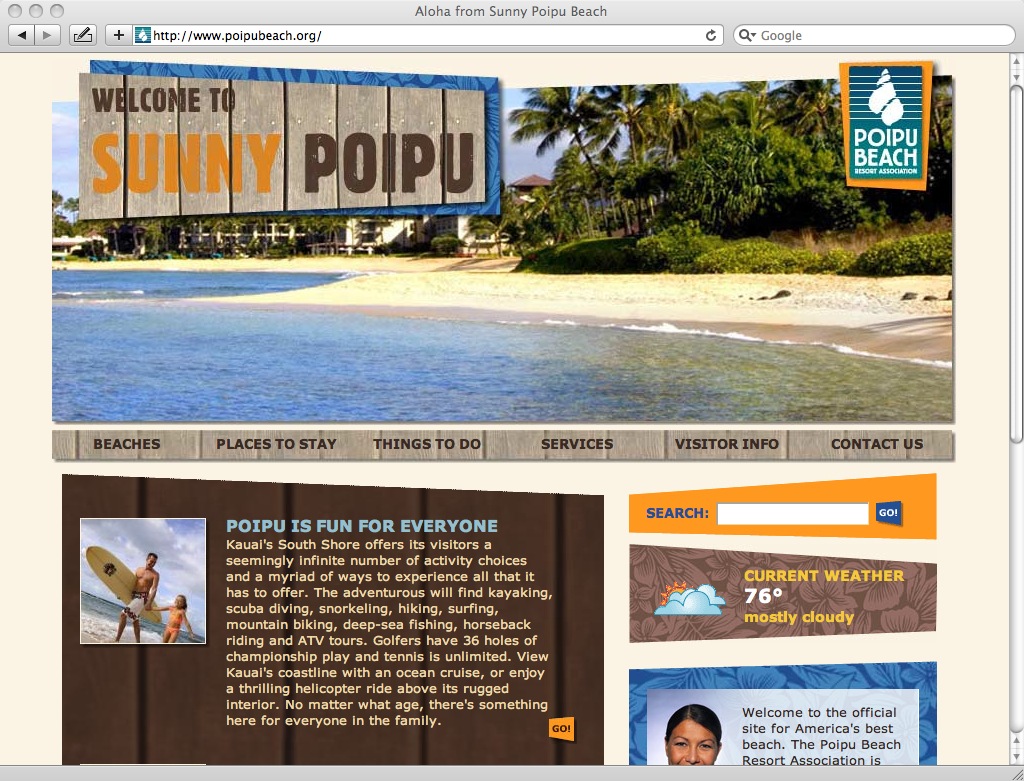 Aloha from Sunny Poipu Beach
http://www.poipubeach.org/
Google
WELCOME TO
SUNNY POIPU
POIPU
BEACH
RESORT ASSOCIATION
BEACHES PLACES TO STAY THINGS TO DO SERVICES VISITOR INFO CONTACT US
POIPU IS FUN FOR EVERYONE
Kauai's South Shore offers its visitors a
seemingly infinite number of activity choices
and a myriad of ways to experience all that it
has to offer. The adventurous will find kayaking,
scuba diving, snorkeling, hiking, surfing,
mountain biking, deep-sea fishing, horseback
riding and ATV tours. Golfers have 36 holes of
championship play and tennis is unlimited. View
Kauai's coastline with an ocean cruise, or enjoy
a thrilling helicopter ride above its rugged
interior. No matter what age, there's something
here for everyone in the family.
GO!
SEARCH: GO!
CURRENT WEATHER
76º
mostly cloudy
Welcome to the official
site for America's best
beach. The Poipu Beach
Resort Association is